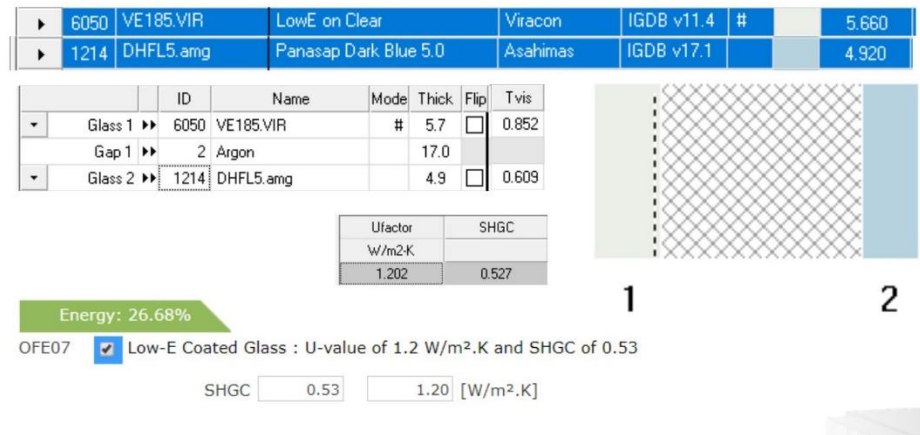 6050 VE185.VIR LowE on Clear Viracon IGDB v11.4 # 5.660
1214 DHFL5.amg Panasap Dark Blue 5.0 Asahimas IGDB v17.1 4.920
ID Name Mode Thick Flip Tvis
Glass 1 6050 VE185.VIR # 5.7 0.852
Gap 1 2 Argon 17.0
Glass 2 1214 DHFL5.amg 4.9 0.609
Ufactor SHGC
W/m2-K
1.202 0.527
1 2
Energy: 26.68%
OFE07 Low-E Coated Glass : U-value of 1.2 W/m².K and SHGC of 0.53
SHGC 0.53 1.20 [W/m².K]